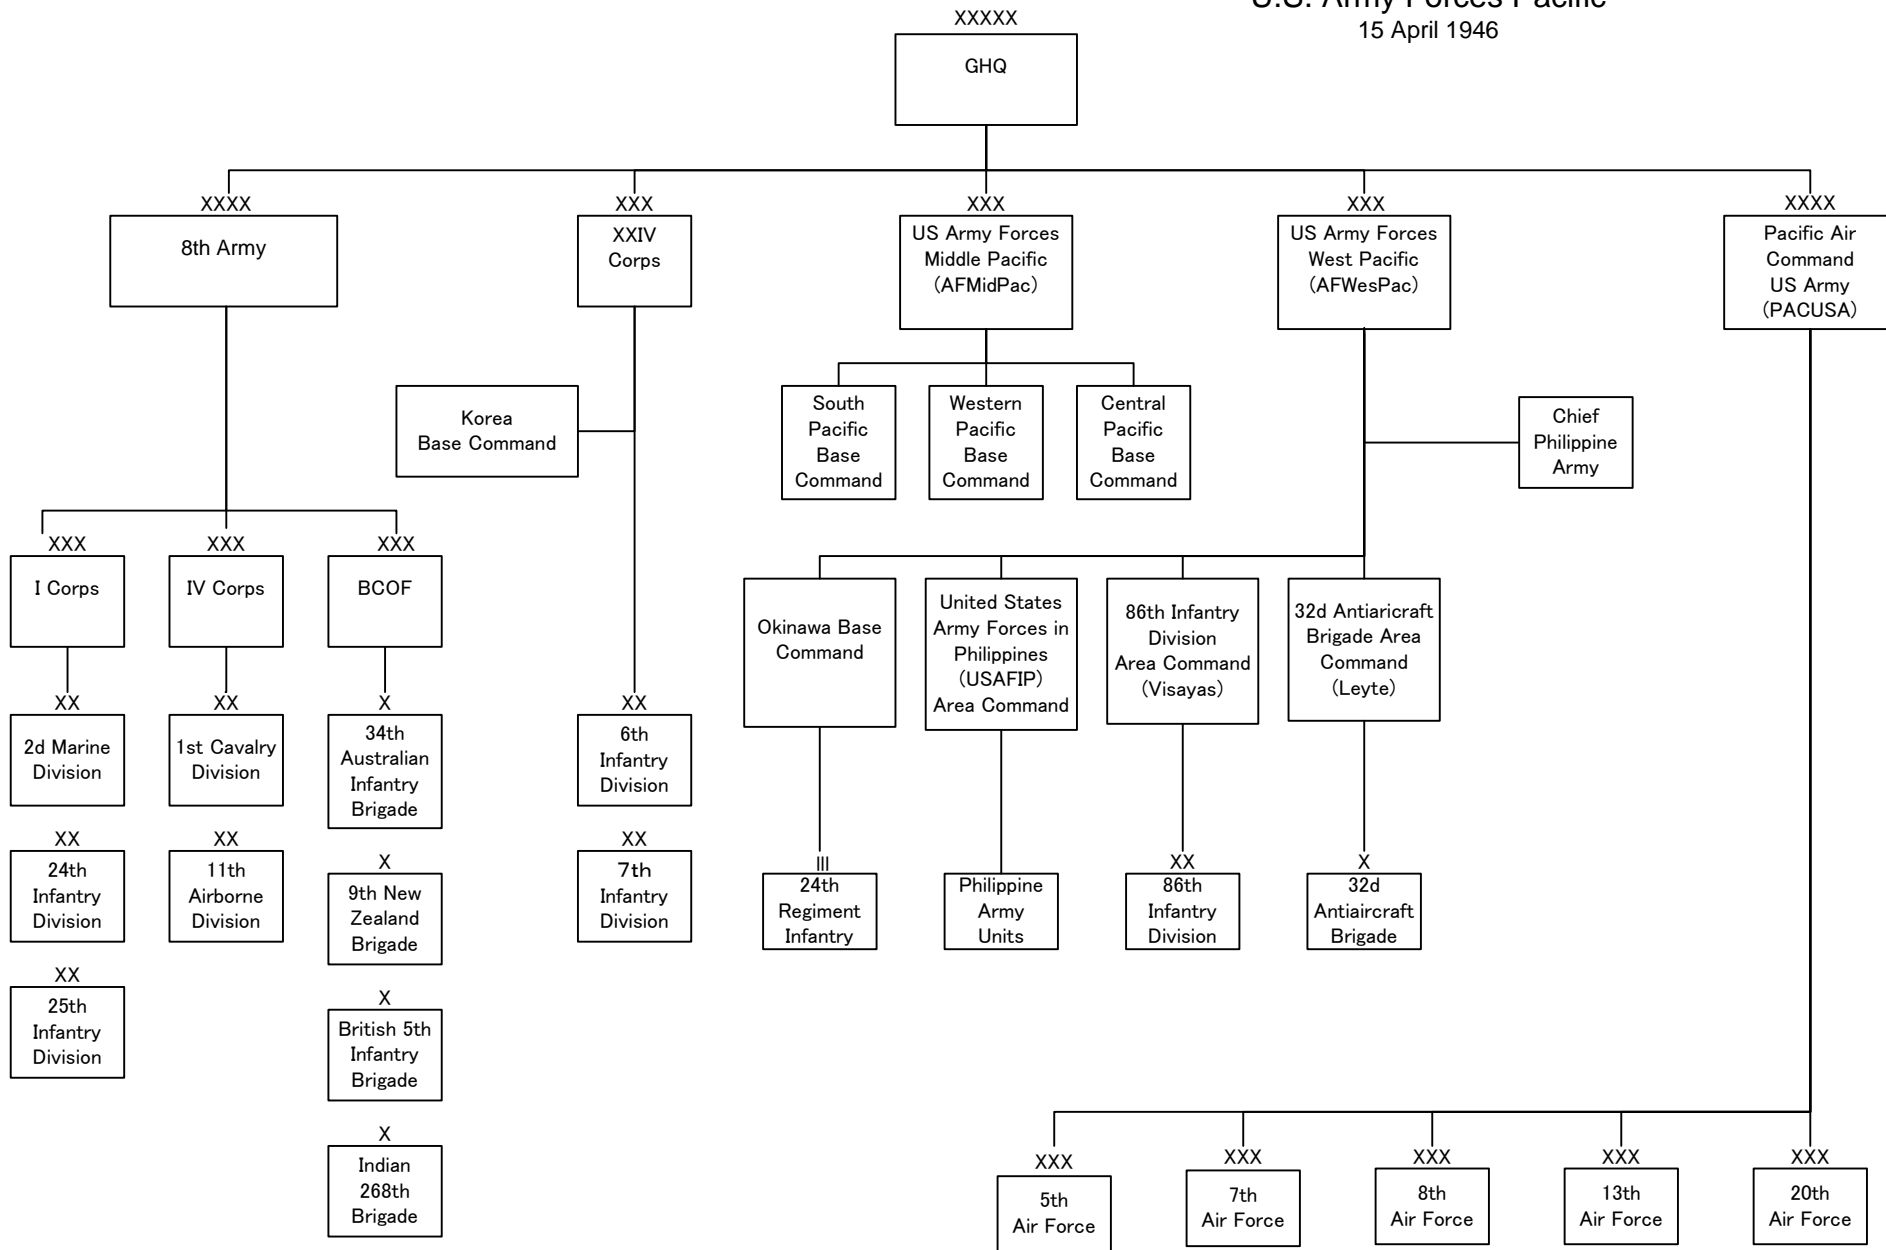 U.S. Army Forces Pacific
15 April 1946
XXXXX
GHQ
XXXX
8th Army
XXX
XXIV
Corps
XXX
US Army Forces
Middle Pacific
(AFMidPac)
XXX
US Army Forces
West Pacific
(AFWesPac)
XXXX
Pacific Air
Command
US Army
(PACUSA)
Korea
Base Command
South
Pacific
Base
Command
Western
Pacific
Base
Command
Central
Pacific
Base
Command
Chief
Philippine
Army
XXX
I Corps
XXX
IV Corps
XXX
BCOF
Okinawa Base
Command
United States
Army Forces in
Philippines
(USAFIP)
Area Command
86th Infantry
Division
Area Command
(Visayas)
32d Antiaricraft
Brigade Area
Command
(Leyte)
XX
2d Marine
Division
XX
1st Cavalry
Division
X
34th
Australian
Infantry
Brigade
XX
6th
Infantry
Division
XX
24th
Infantry
Division
XX
11th
Airborne
Division
X
9th New
Zealand
Brigade
XX
7th
Infantry
Division
III
24th
Regiment
Infantry
Philippine
Army
Units
XX
86th
Infantry
Division
X
32d
Antiaircraft
Brigade
XX
25th
Infantry
Division
X
British 5th
Infantry
Brigade
X
Indian
268th
Brigade
XXX
5th
Air Force
XXX
7th
Air Force
XXX
8th
Air Force
XXX
13th
Air Force
XXX
20th
Air Force